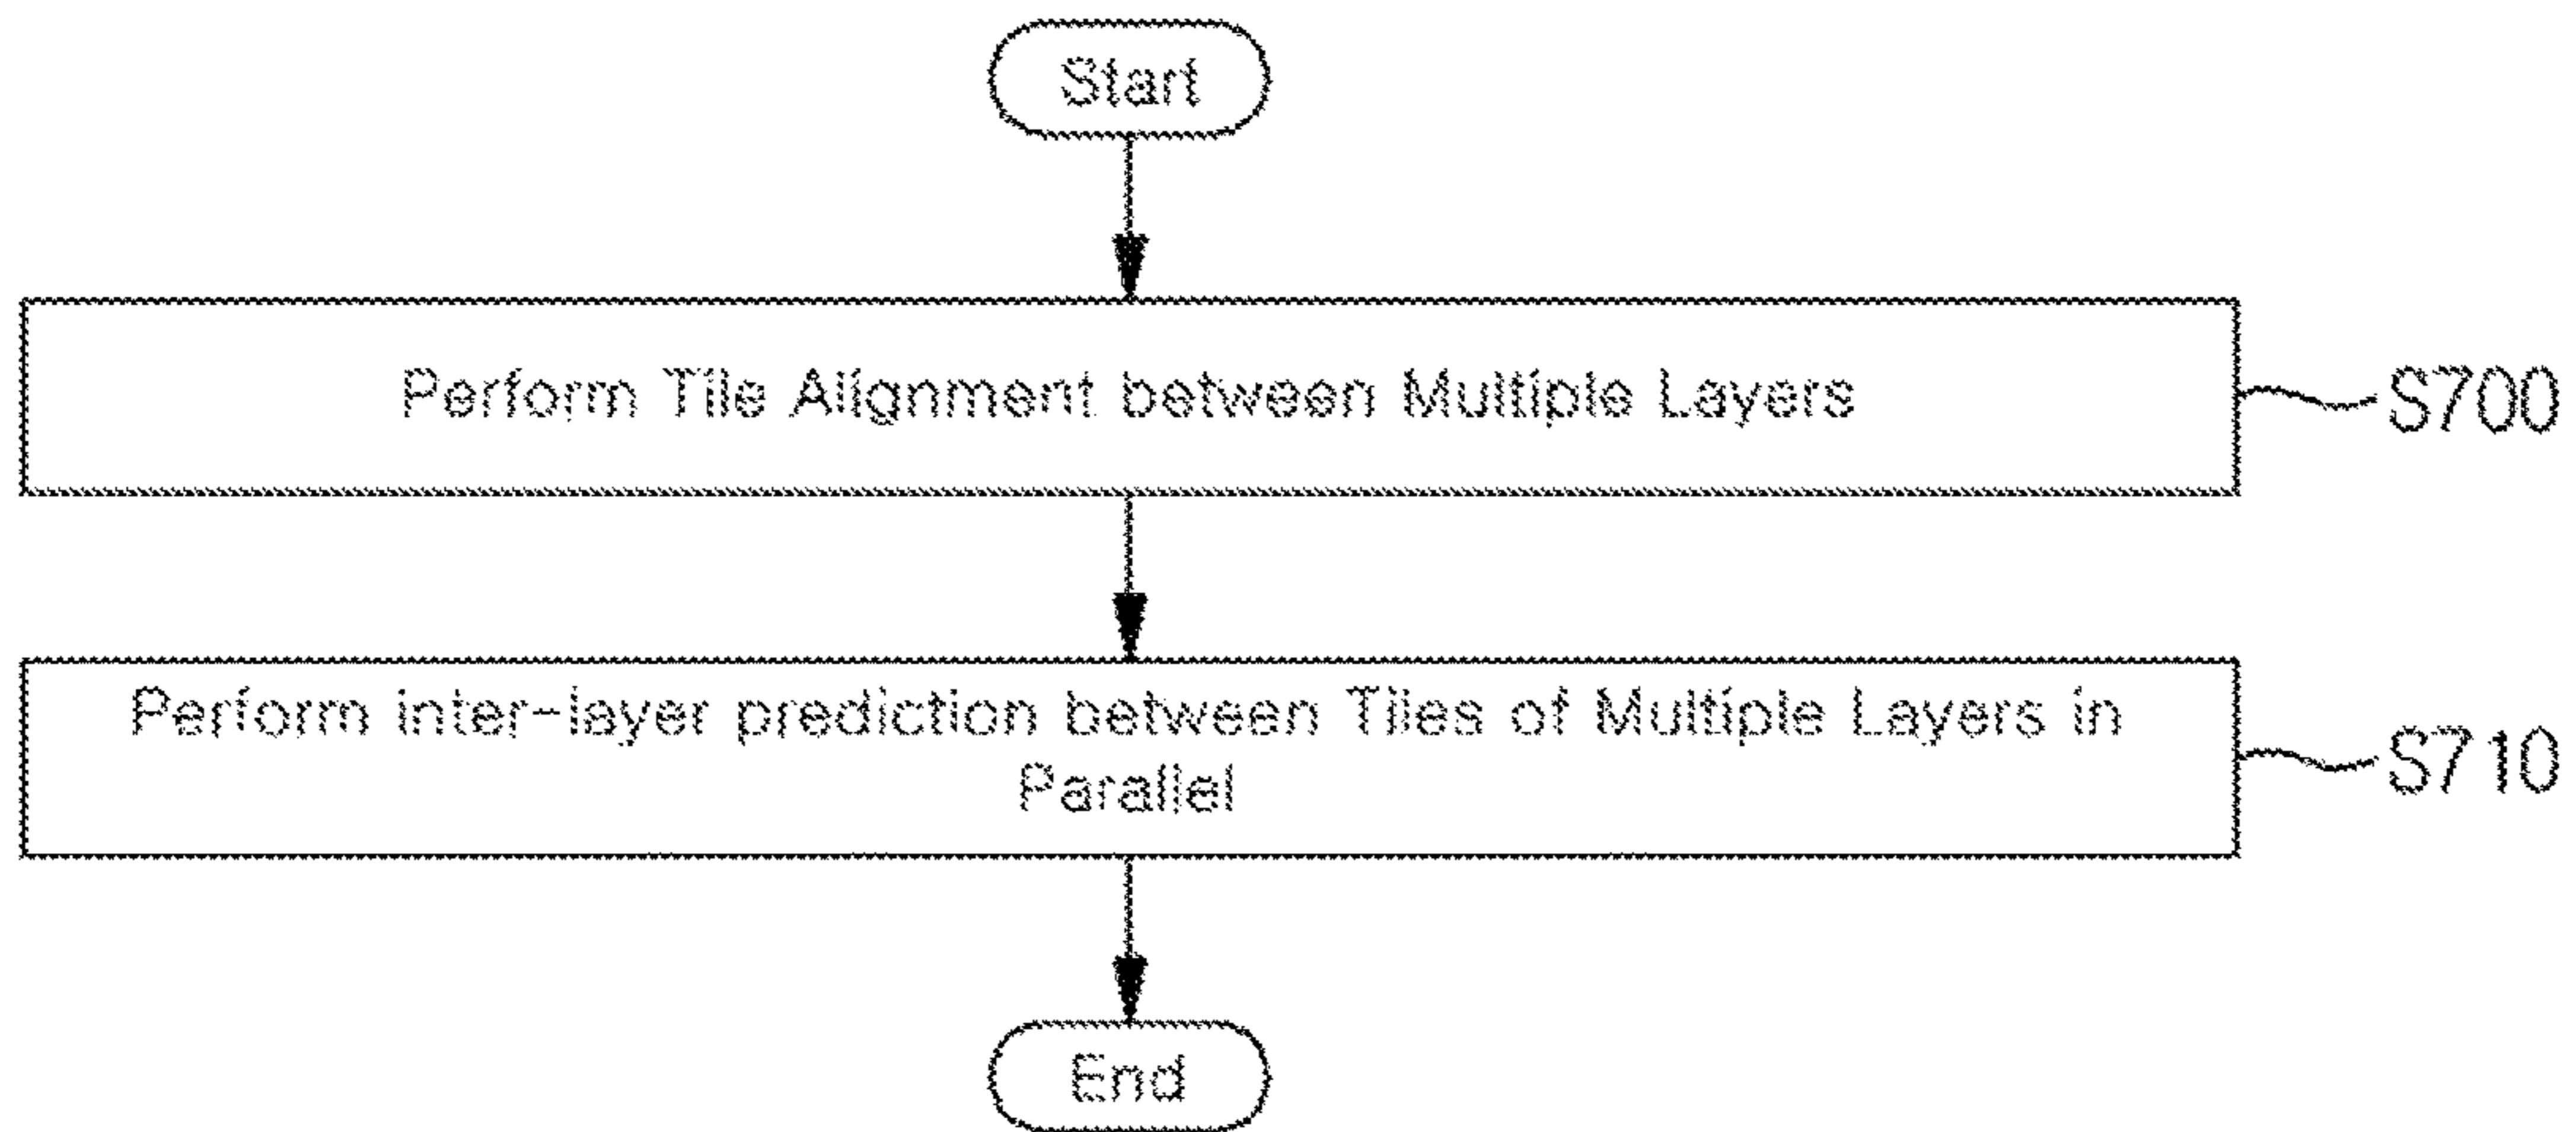 Start
Perform Tile Alignment between Multiple Layers
S700
Perform inter-layer prediction between Tiles of Multiple Layers in
Parallel
S710
End